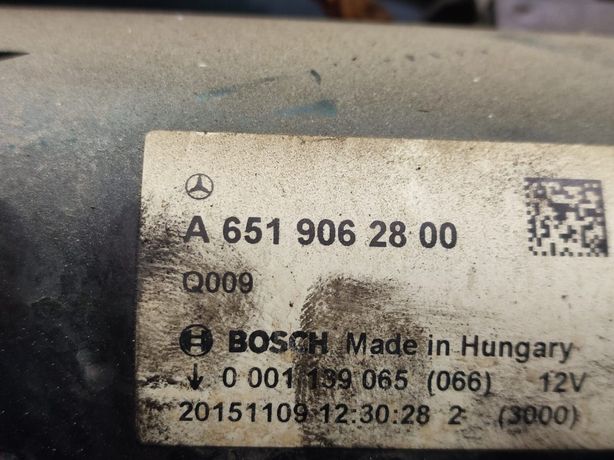 A 651 906 28 00
Q009
BOSCH Made in Hungary
↓ 0 001 139 065 (066) 12V
20151109 12:30:28 2 (3000)